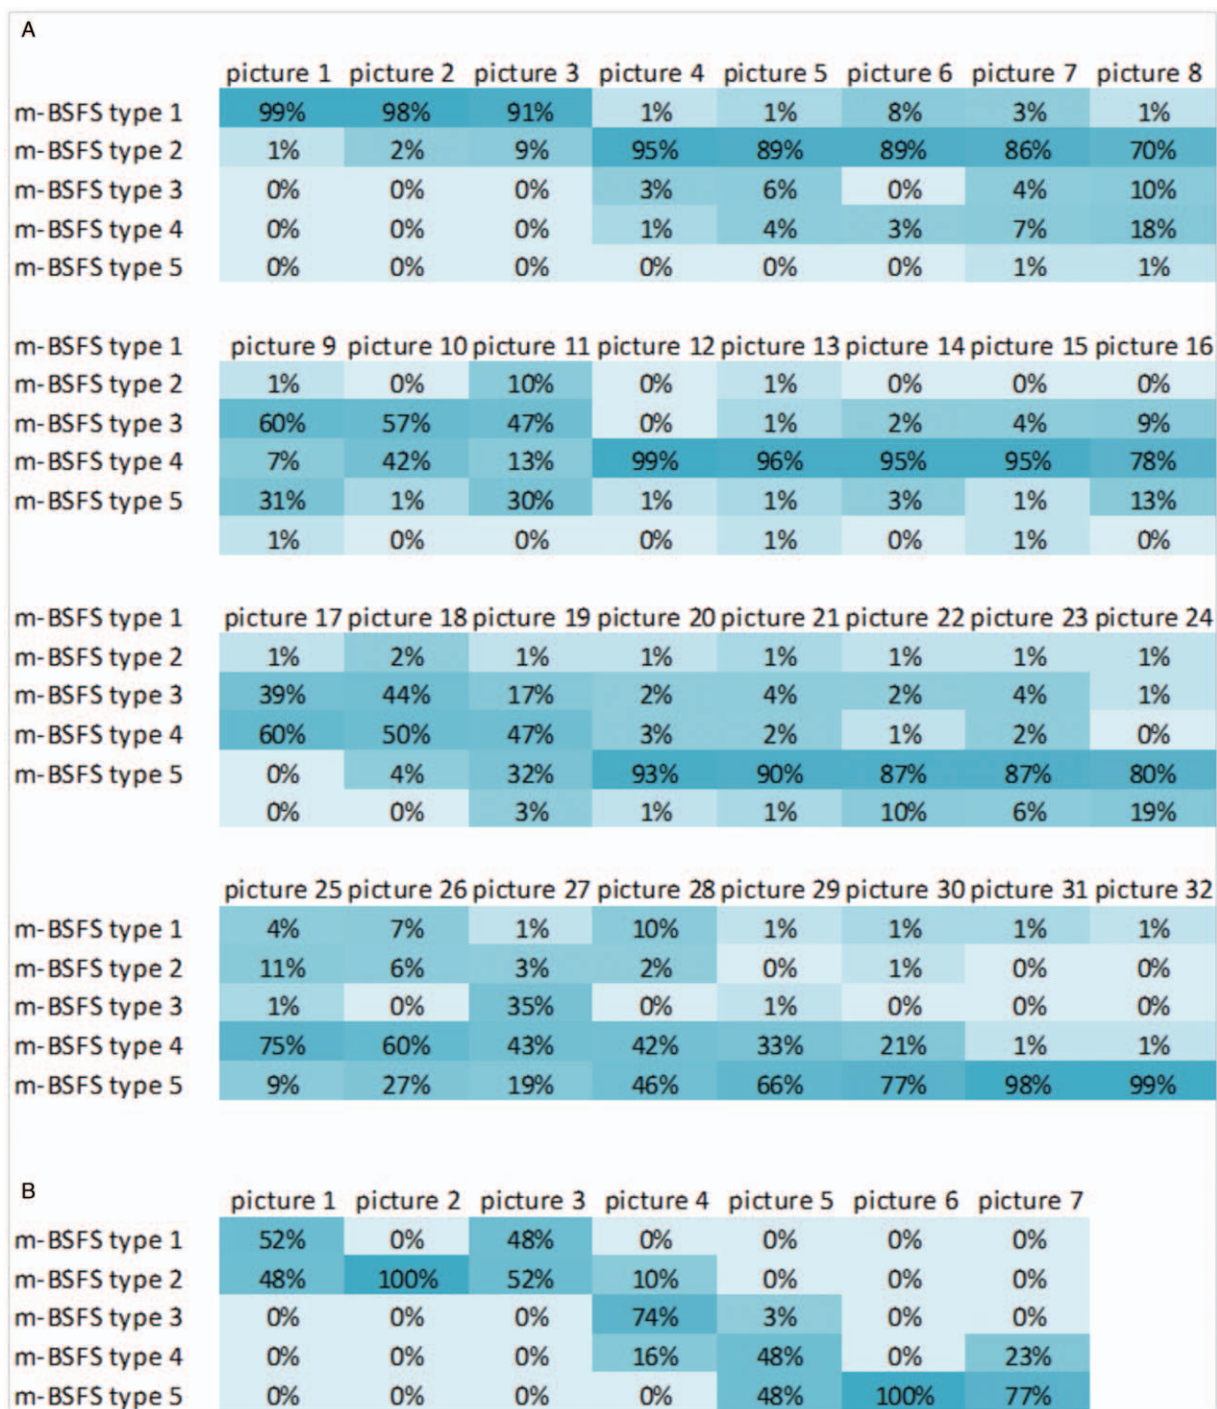 A
picture 1 picture 2 picture 3 picture 4 picture 5 picture 6 picture 7 picture 8
m-BSFS type 1 99% 98% 91% 1% 1% 8% 3% 1%
m-BSFS type 2 1% 2% 9% 95% 89% 89% 86% 70%
m-BSFS type 3 0% 0% 0% 3% 6% 0% 4% 10%
m-BSFS type 4 0% 0% 0% 1% 4% 3% 7% 18%
m-BSFS type 5 0% 0% 0% 0% 0% 0% 1% 1%
m-BSFS type 1 picture 9 picture 10 picture 11 picture 12 picture 13 picture 14 picture 15 picture 16
m-BSFS type 2 1% 0% 10% 0% 1% 0% 0% 0%
m-BSFS type 3 60% 57% 47% 0% 1% 2% 4% 9%
m-BSFS type 4 7% 42% 13% 99% 96% 95% 95% 78%
m-BSFS type 5 31% 1% 30% 1% 1% 3% 1% 13%
1% 0% 0% 0% 1% 0% 1% 0%
m-BSFS type 1 picture 17 picture 18 picture 19 picture 20 picture 21 picture 22 picture 23 picture 24
m-BSFS type 2 1% 2% 1% 1% 1% 1% 1% 1%
m-BSFS type 3 39% 44% 17% 2% 4% 2% 4% 1%
m-BSFS type 4 60% 50% 47% 3% 2% 1% 2% 0%
m-BSFS type 5 0% 4% 32% 93% 90% 87% 87% 80%
0% 0% 3% 1% 1% 10% 6% 19%
picture 25 picture 26 picture 27 picture 28 picture 29 picture 30 picture 31 picture 32
m-BSFS type 1 4% 7% 1% 10% 1% 1% 1% 1%
m-BSFS type 2 11% 6% 3% 2% 0% 1% 0% 0%
m-BSFS type 3 1% 0% 35% 0% 1% 0% 0% 0%
m-BSFS type 4 75% 60% 43% 42% 33% 21% 1% 1%
m-BSFS type 5 9% 27% 19% 46% 66% 77% 98% 99%
B
picture 1 picture 2 picture 3 picture 4 picture 5 picture 6 picture 7
m-BSFS type 1 52% 0% 48% 0% 0% 0% 0%
m-BSFS type 2 48% 100% 52% 10% 0% 0% 0%
m-BSFS type 3 0% 0% 0% 74% 3% 0% 0%
m-BSFS type 4 0% 0% 0% 16% 48% 0% 23%
m-BSFS type 5 0% 0% 0% 0% 48% 100% 77%